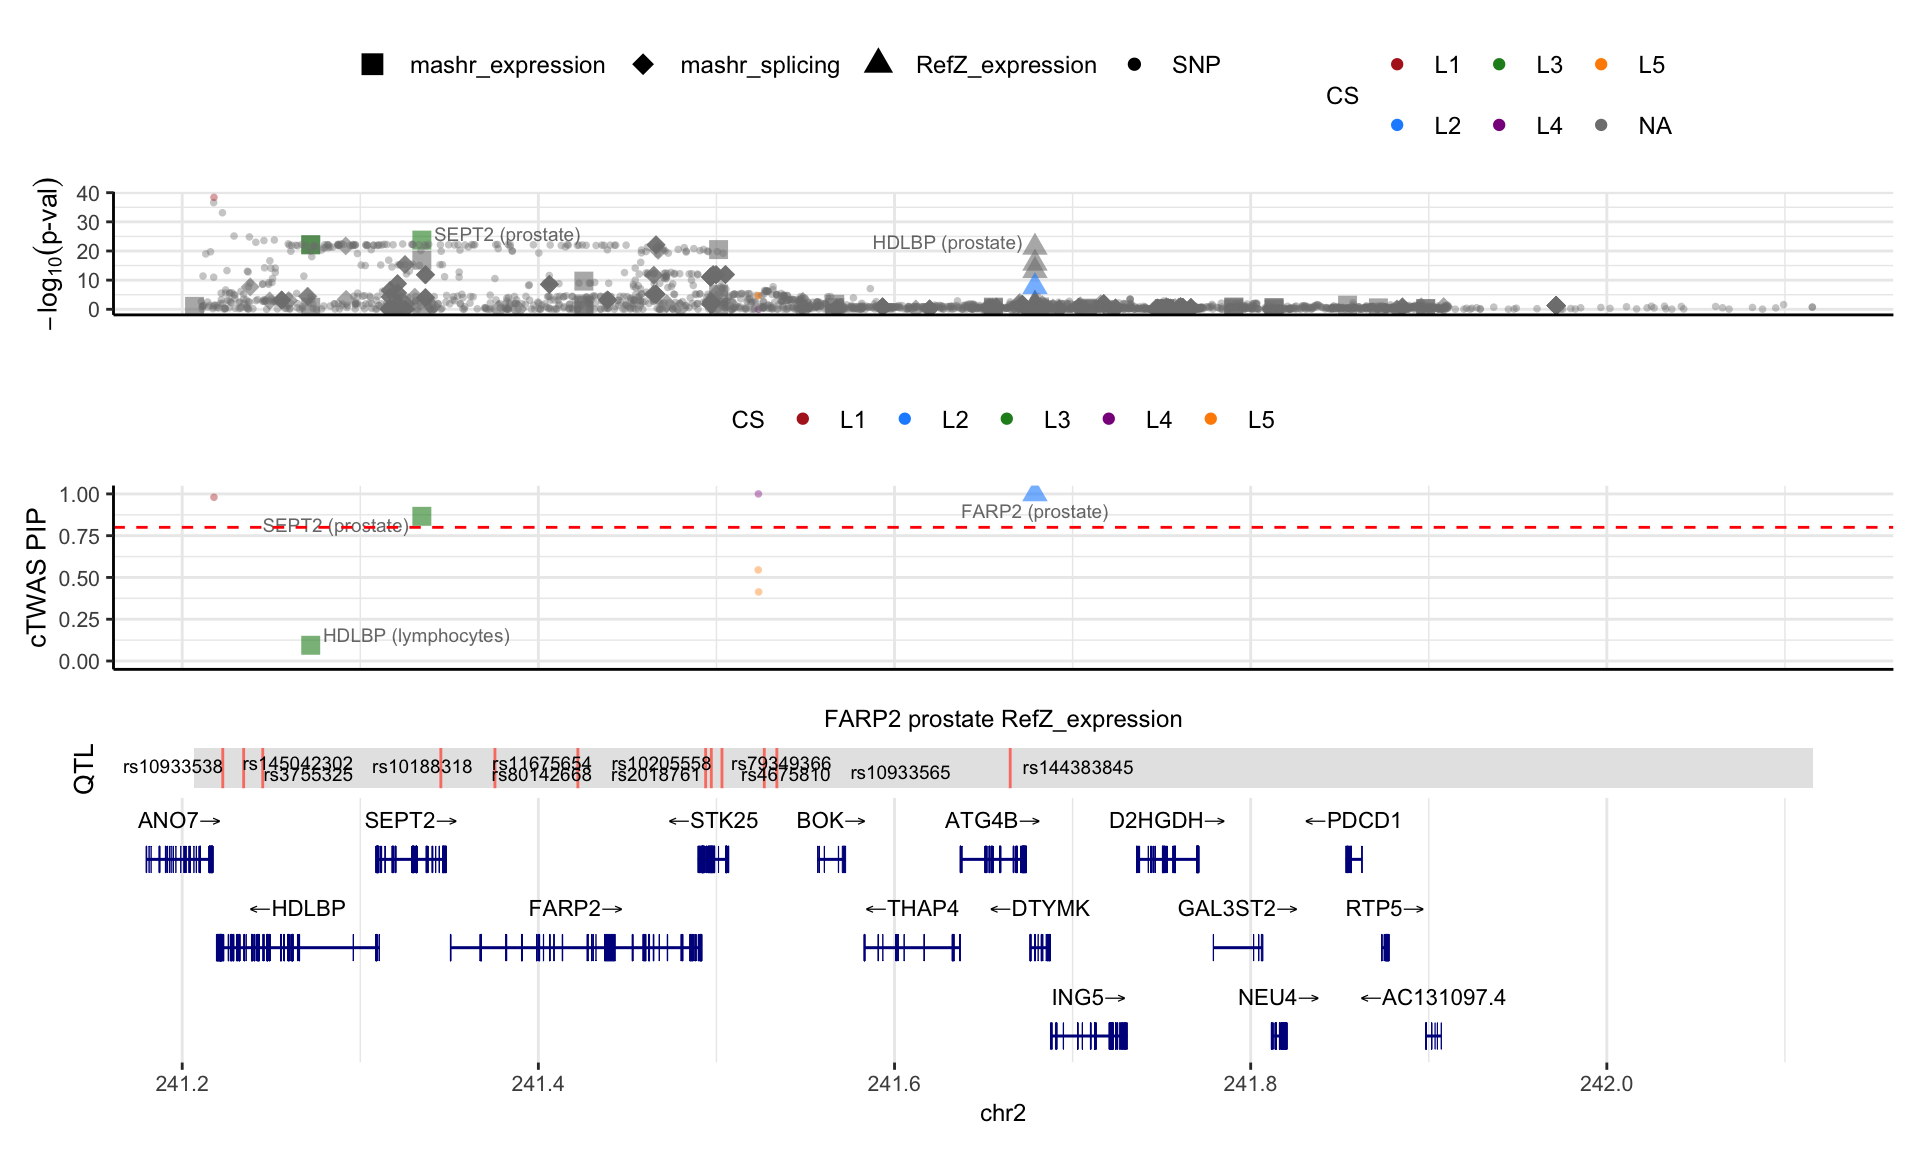 mashr_expression mashr_splicing RefZ_expression SNP
CS
L1 L3 L5
L2 L4 NA
−log10(p-val)
40
30
20
10
0
SEPT2 (prostate)
HDLBP (prostate)
CS L1 L2 L3 L4 L5
cTWAS PIP
1.00
0.75
0.50
0.25
0.00
SEPT2 (prostate)
FARP2 (prostate)
HDLBP (lymphocytes)
FARP2 prostate RefZ_expression
QTL
rs10933538 rs145042302 rs10188318 rs11675654 rs10205558 rs79349366 rs144383845
rs3755325 rs80142668 rs2018761 rs4675810 rs10933565
ANO7→ SEPT2→ ←STK25 BOK→ ATG4B→ D2HGDH→ ←PDCD1
←HDLBP FARP2→ ←THAP4 ←DTYMK GAL3ST2→ RTP5→
ING5→ NEU4→ ←AC131097.4
241.2 241.4 241.6 241.8 242.0
chr2